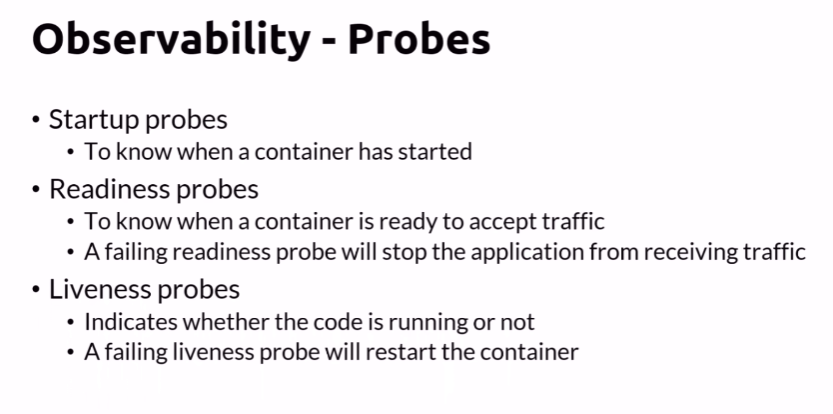 Observability - Probes
• Startup probes
• To know when a container has started
• Readiness probes
• To know when a container is ready to accept traffic
• A failing readiness probe will stop the application from receiving traffic
• Liveness probes
• Indicates whether the code is running or not
• A failing liveness probe will restart the container